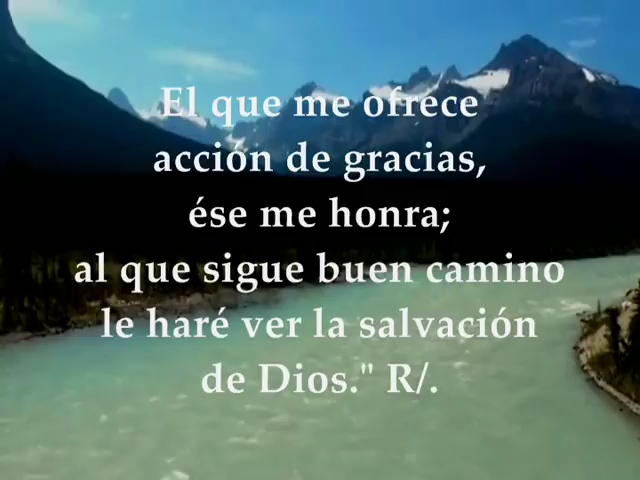 El que me ofrece
acción de gracias,
ése me honra;
al que sigue buen camino
le haré ver la salvación
de Dios." R/.